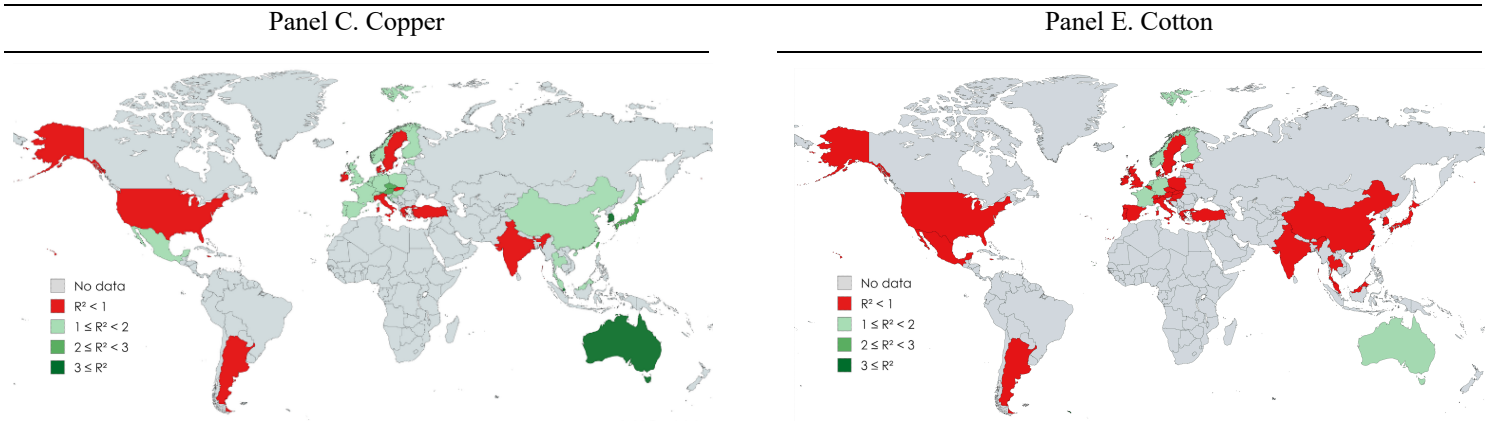 Panel C. Copper
No data
R² < 1
1 ≤ R² < 2
2 ≤ R² < 3
3 ≤ R²
Panel E. Cotton
No data
R² < 1
1 ≤ R² < 2
2 ≤ R² < 3
3 ≤ R²